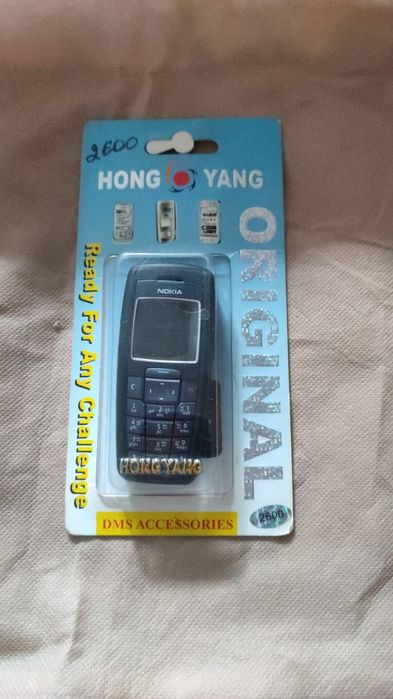 2600
HONG YANG
ORIGINAL
Ready For Any Challenge
NOKIA
HONG YANG
DMS ACCESSORIES
2600